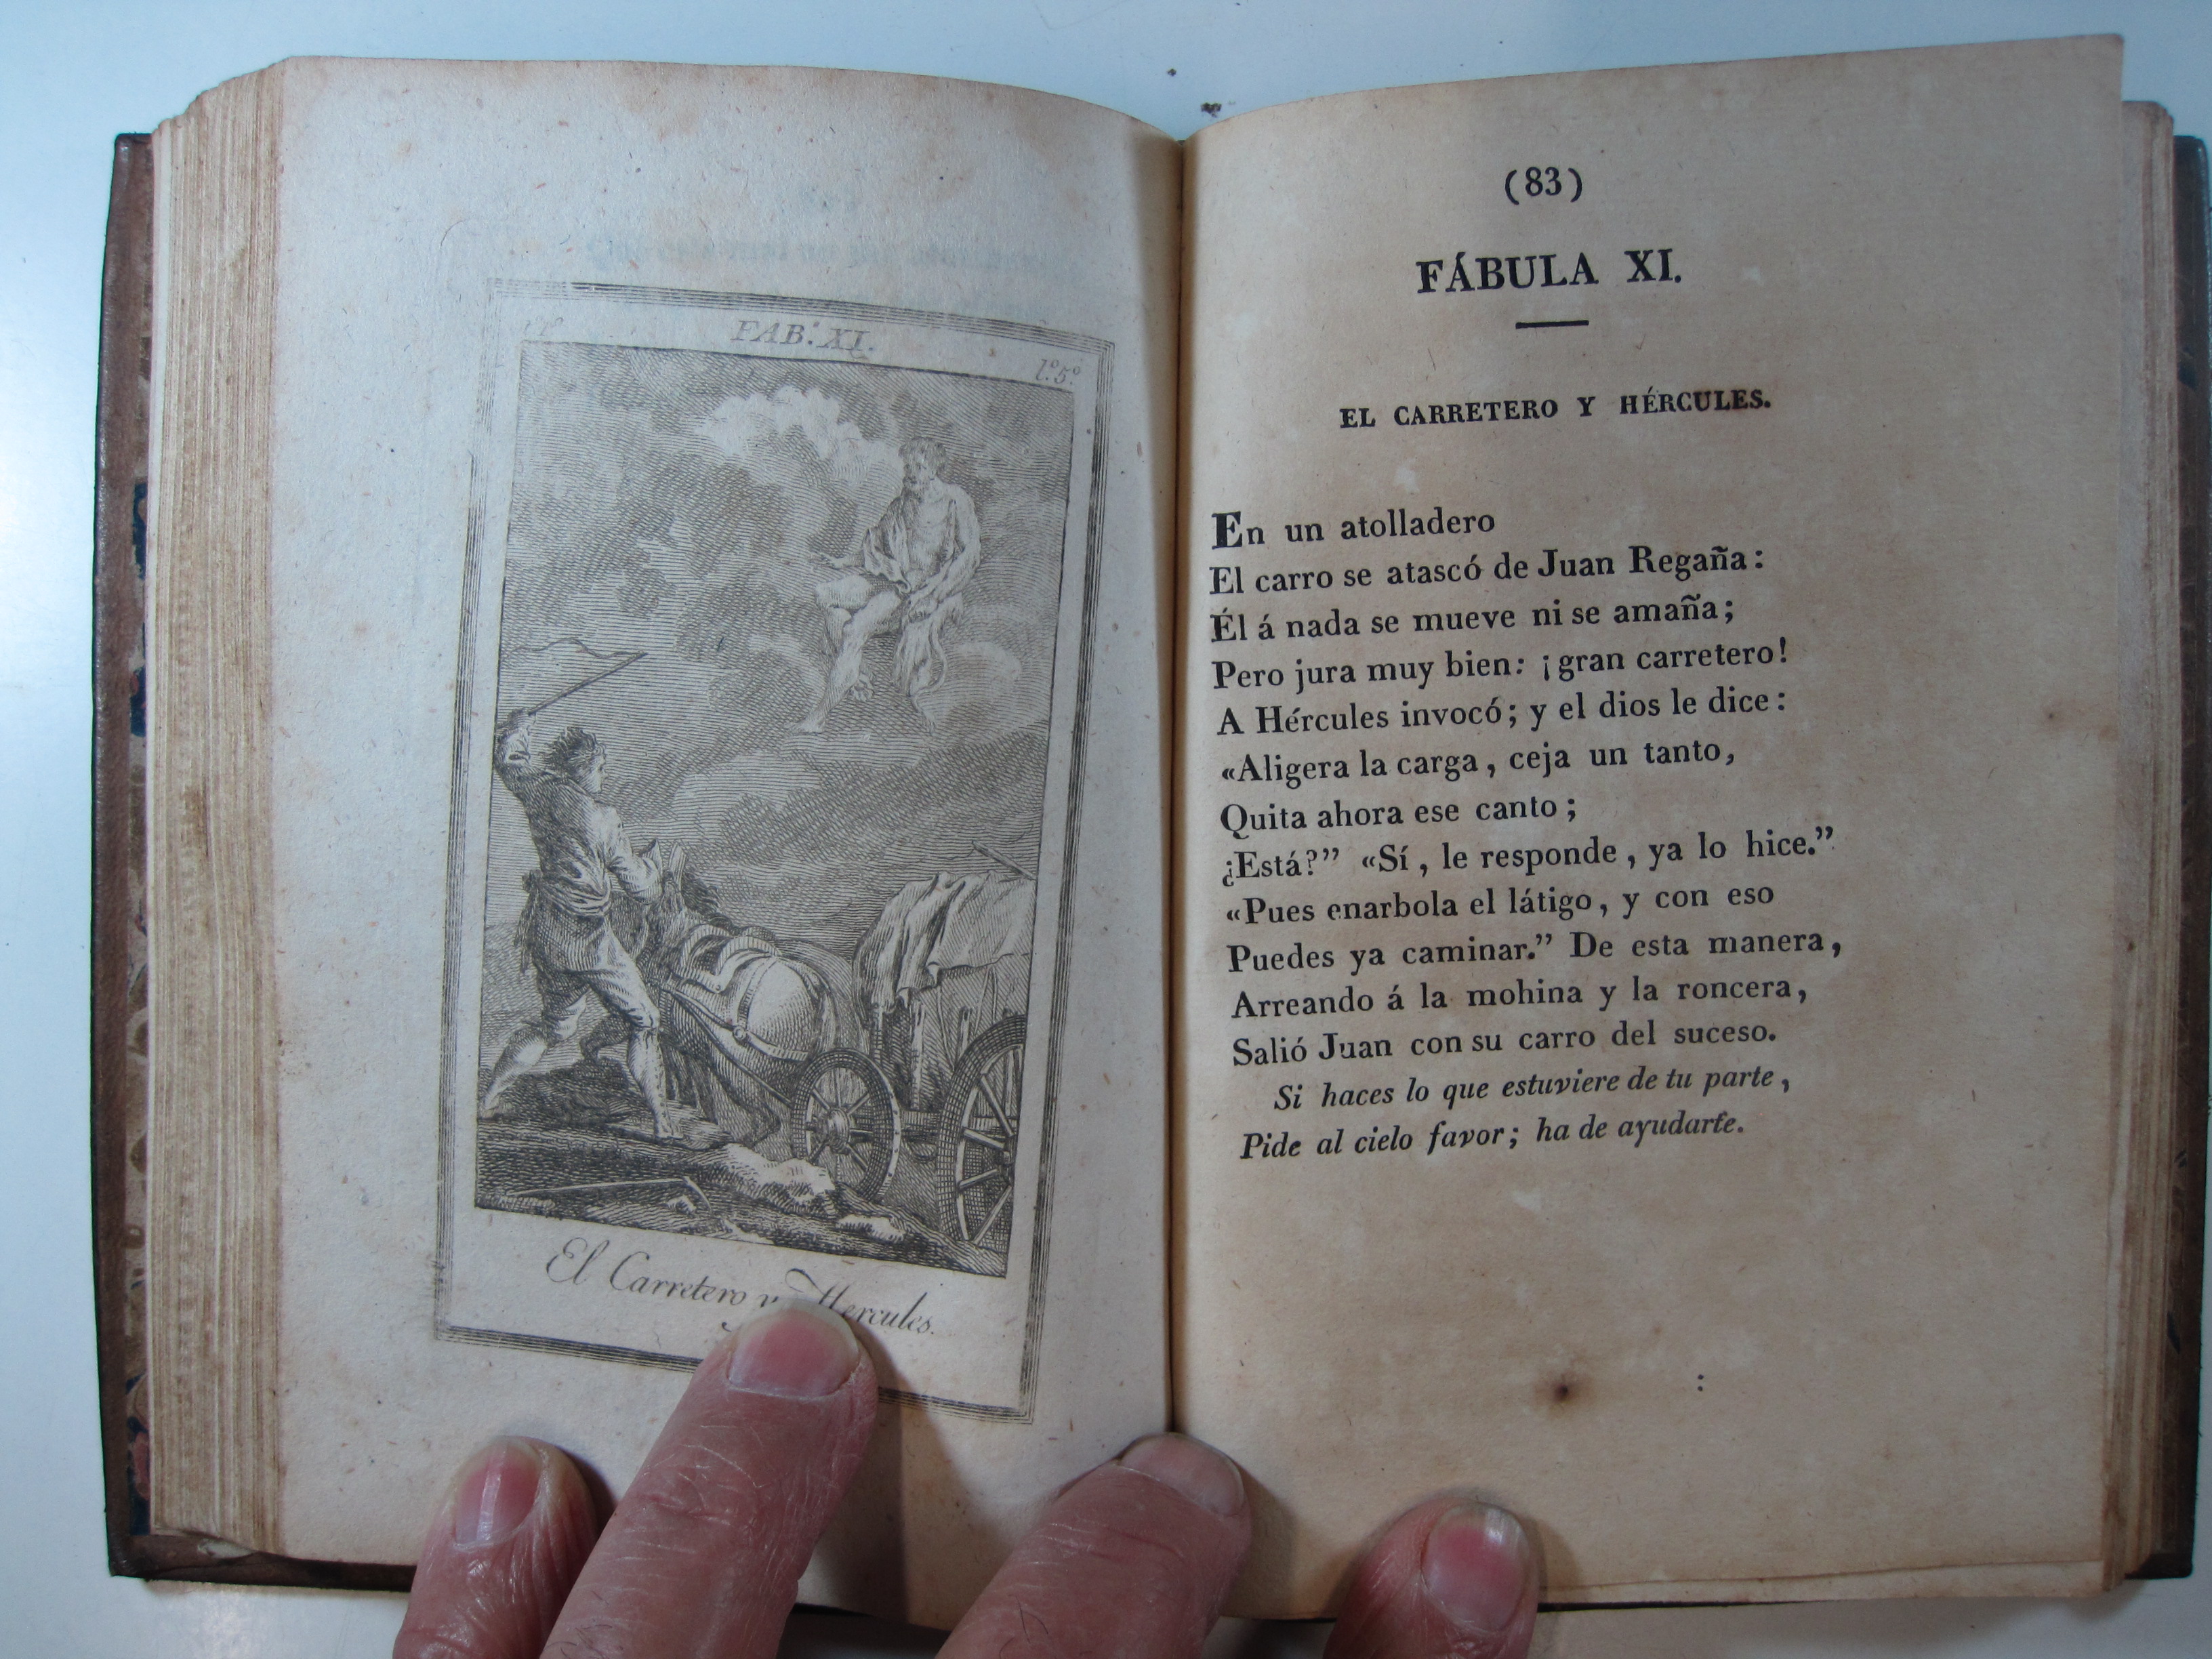 FAB.ª XI.
l.º 5.º
El Carretero y Hercules.
(83)
FÁBULA XI.
EL CARRETERO Y HÉRCULES.
En un atolladero
El carro se atascó de Juan Regaña:
Él á nada se mueve ni se amaña;
Pero jura muy bien: ¡gran carretero!
A Hércules invocó; y el dios le dice:
«Aligera la carga, ceja un tanto,
Quita ahora ese canto;
¿Está?” «Sí, le responde, ya lo hice.”
«Pues enarbola el látigo, y con eso
Puedes ya caminar.” De esta manera,
Arreando á la mohina y la roncera,
Salió Juan con su carro del suceso.
Si haces lo que estuviere de tu parte,
Pide al cielo favor; ha de ayudarte.